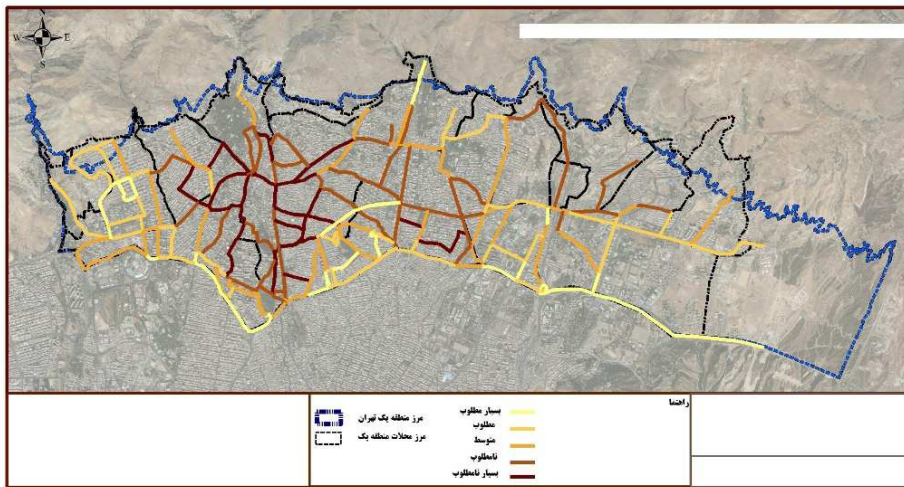 N
W E
S
راهنما
بسیار مطلوب
مطلوب
متوسط
نامطلوب
بسیار نامطلوب
مرز منطقه یک تهران
مرز محلات منطقه یک